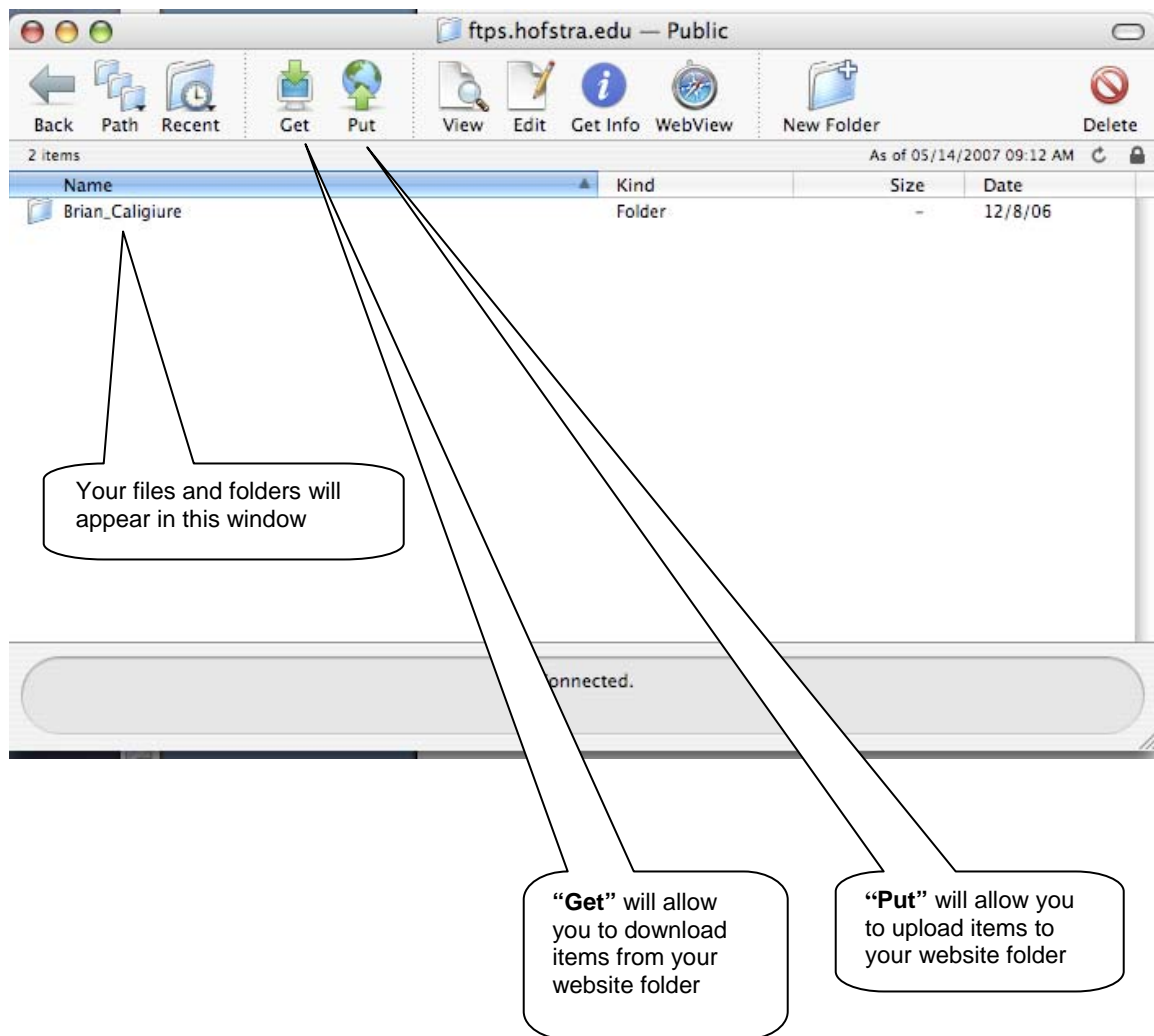 ftps.hofstra.edu — Public
Back Path Recent Get Put View Edit Get Info WebView New Folder Delete
2 items As of 05/14/2007 09:12 AM
Name Kind Size Date
Brian_Caligiure Folder – 12/8/06
Your files and folders will
appear in this window
onnected.
“Get” will allow
you to download
items from your
website folder
“Put” will allow you
to upload items to
your website folder